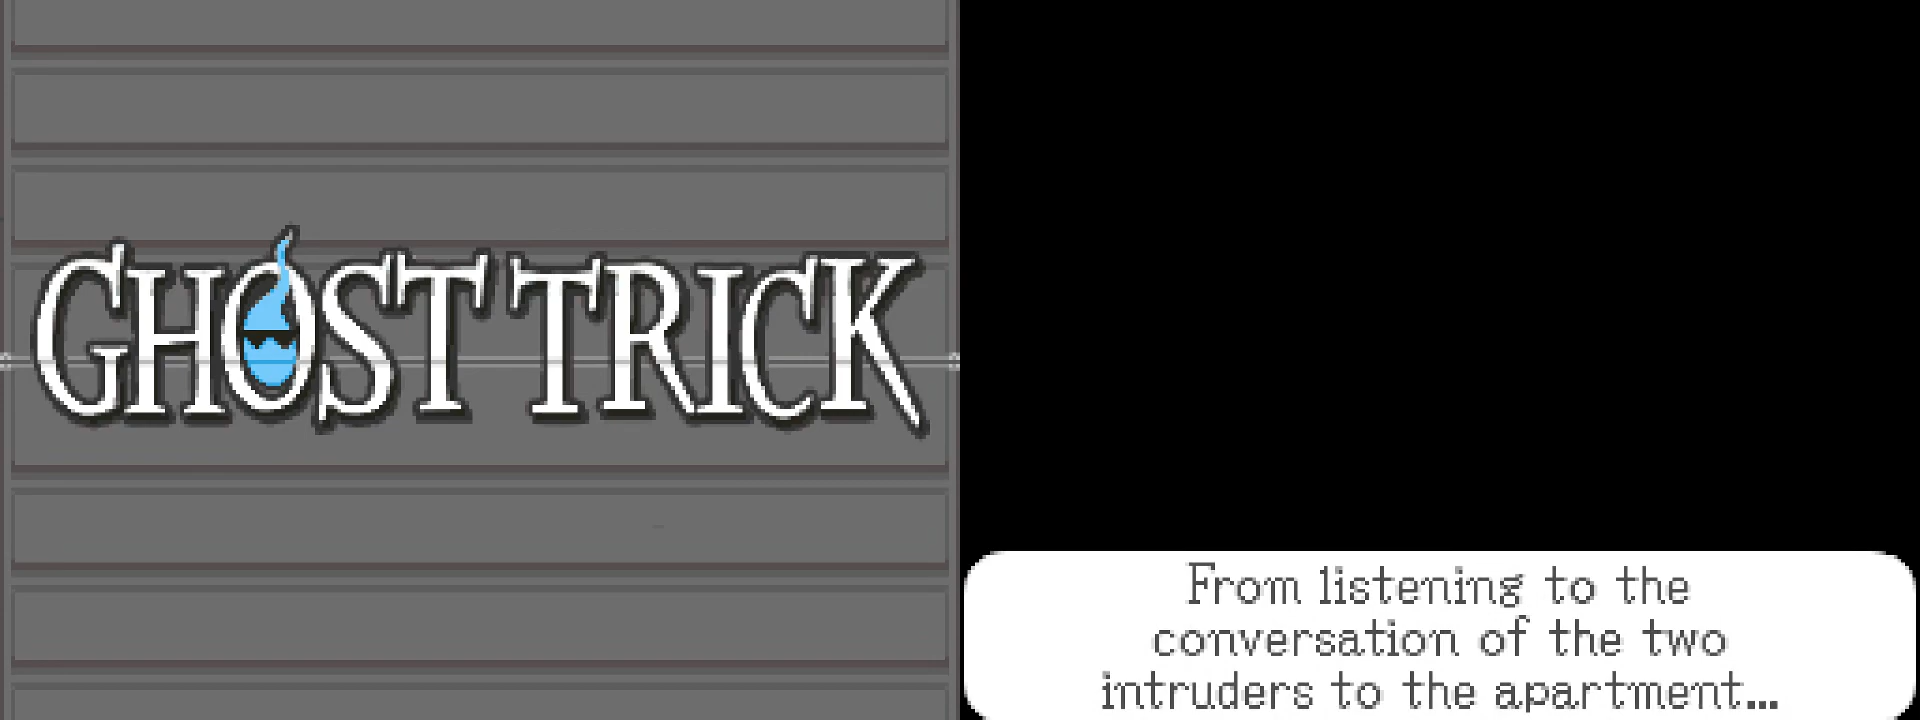 GHOST TRICK
From listening to the
conversation of the two
intruders to the apartment...